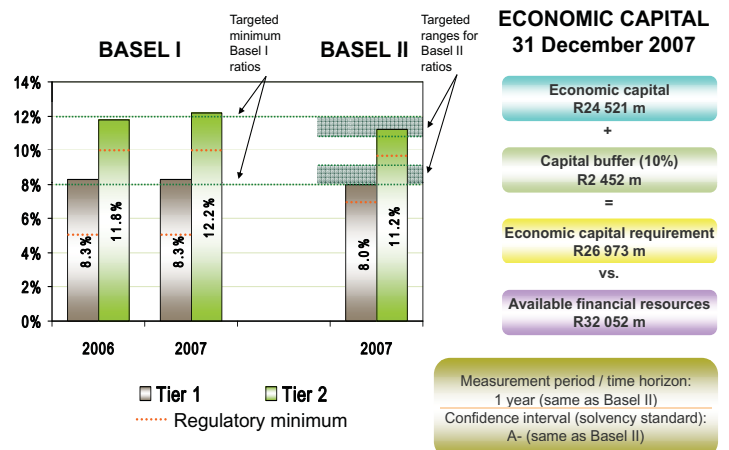 BASEL I
Targeted
minimum
Basel I
ratios
BASEL II
Targeted
ranges for
Basel II
ratios
14%
12%
10%
8%
6%
4%
2%
0%
8.3%
11.8%
8.3%
12.2%
8.0%
11.2%
2006
2007
2007
Tier 1
Tier 2
Regulatory minimum
ECONOMIC CAPITAL
31 December 2007
Economic capital
R24 521 m
+
Capital buffer (10%)
R2 452 m
=
Economic capital requirement
R26 973 m
vs.
Available financial resources
R32 052 m
Measurement period / time horizon:
1 year (same as Basel II)
Confidence interval (solvency standard):
A- (same as Basel II)